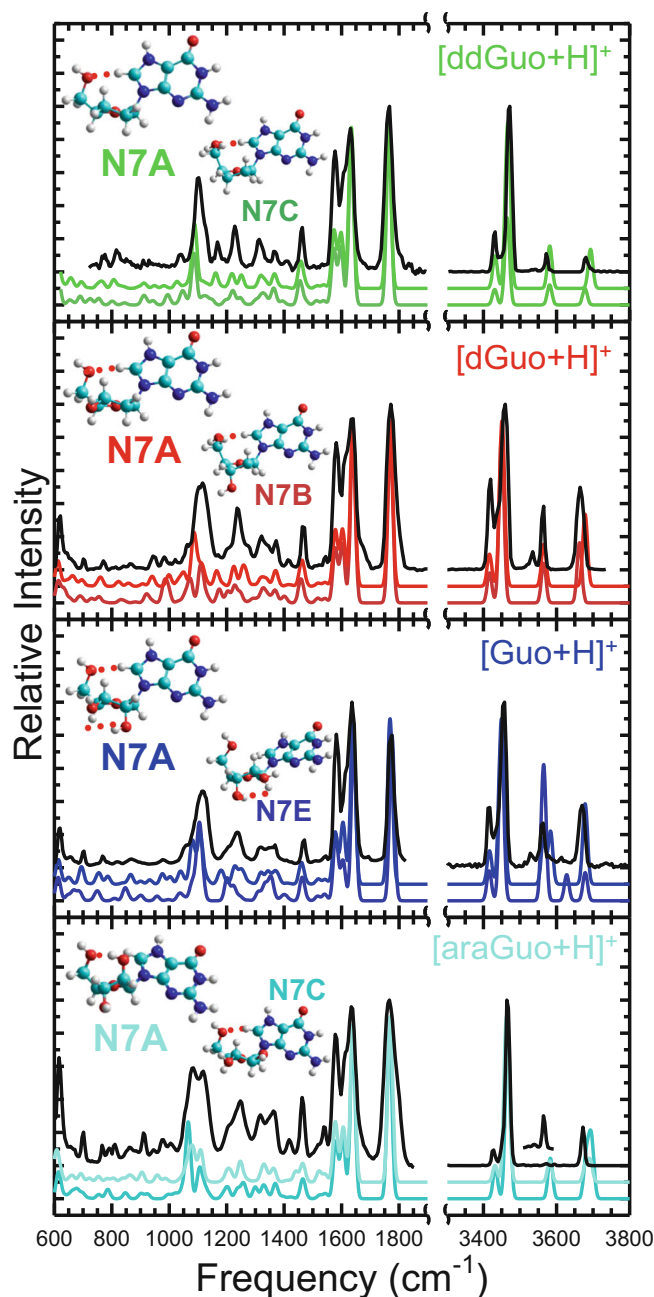 [ddGuo+H]+
N7A
N7C
[dGuo+H]+
N7A
N7B
[Guo+H]+
N7A
N7E
[araGuo+H]+
N7C
N7A
Relative Intensity
600 800 1000 1200 1400 1600 1800 3400 3600 3800
Frequency (cm-1)